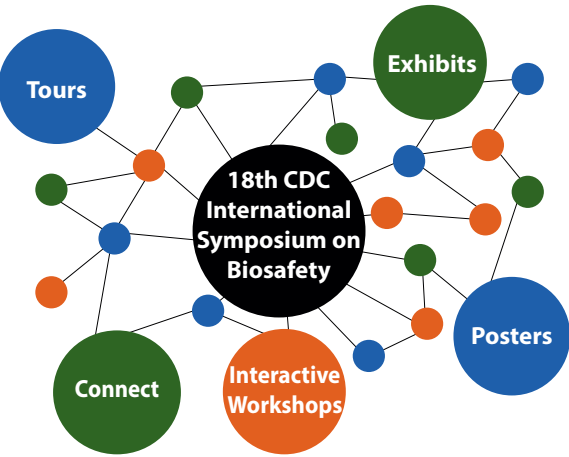 Tours
Exhibits
18th CDC
International
Symposium on
Biosafety
Posters
Connect
Interactive
Workshops